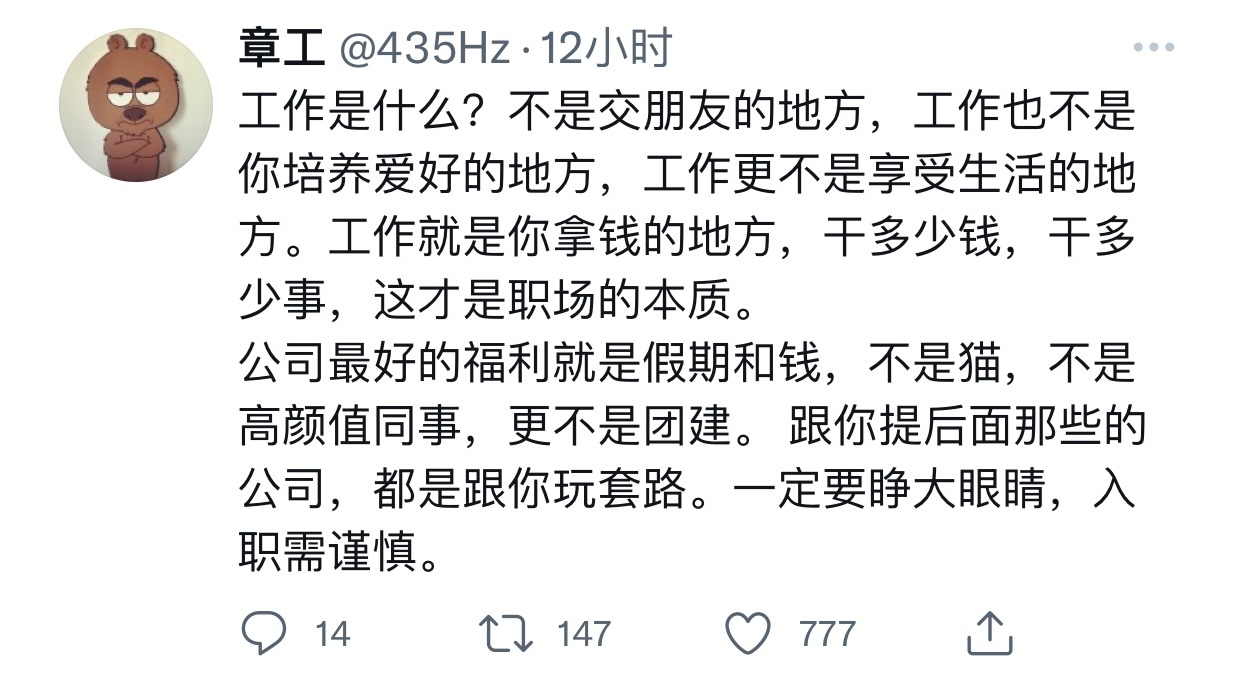 章工 @435Hz · 12小时
工作是什么？不是交朋友的地方，工作也不是
你培养爱好的地方，工作更不是享受生活的地
方。工作就是你拿钱的地方，干多少钱，干多
少事，这才是职场的本质。
公司最好的福利就是假期和钱，不是猫，不是
高颜值同事，更不是团建。 跟你提后面那些的
公司，都是跟你玩套路。一定要睁大眼睛，入
职需谨慎。
14 147 777